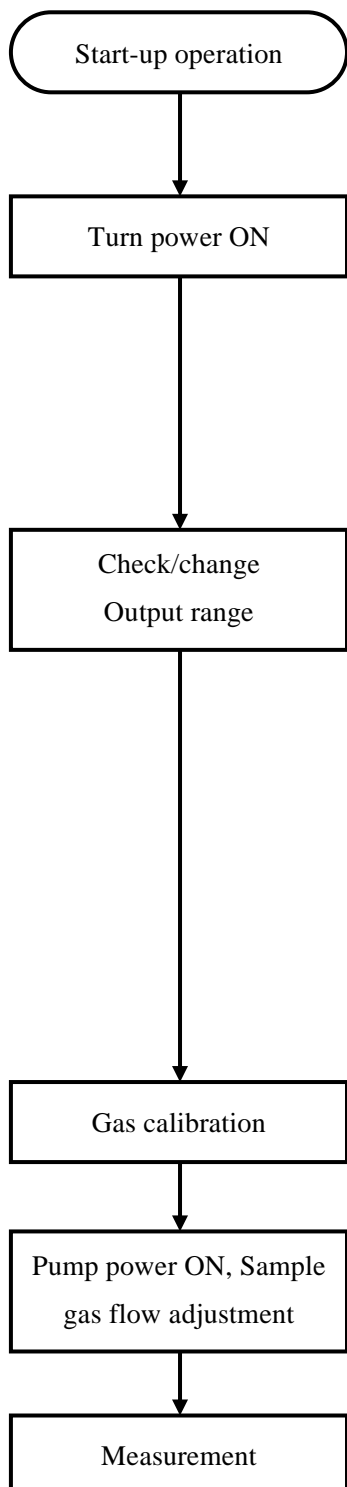 Start-up operation
Turn power ON
Check/change
Output range
Gas calibration
Pump power ON, Sample
gas flow adjustment
Measurement